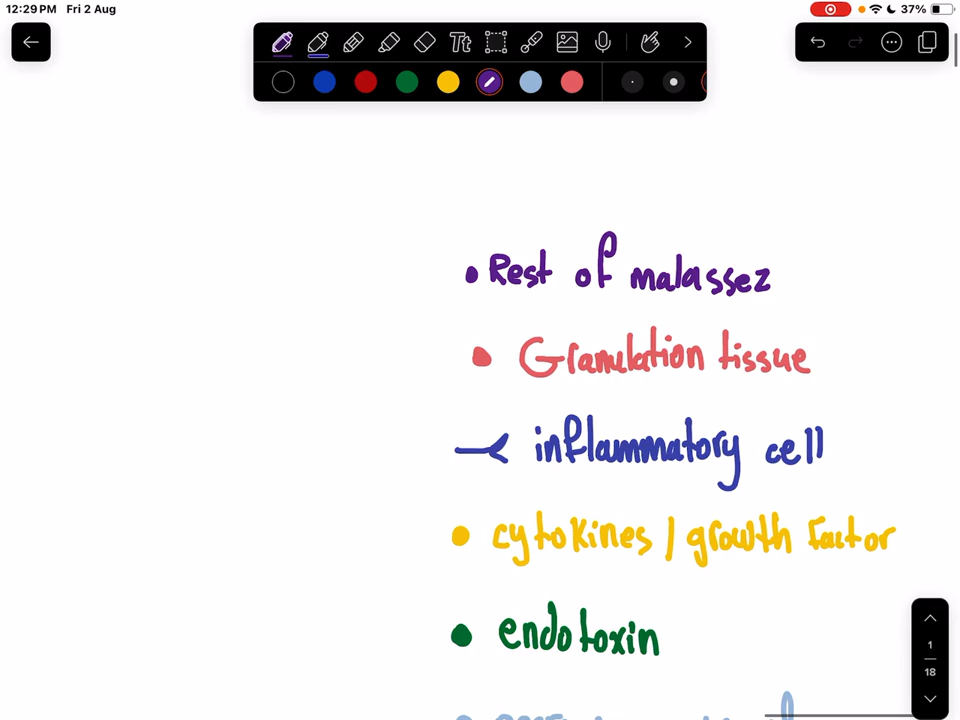 12:29 PM Fri 2 Aug
37%
Tt
Rest of malassez
Granulation tissue
inflammatory cell
cytokines / growth factor
endotoxin
1
18